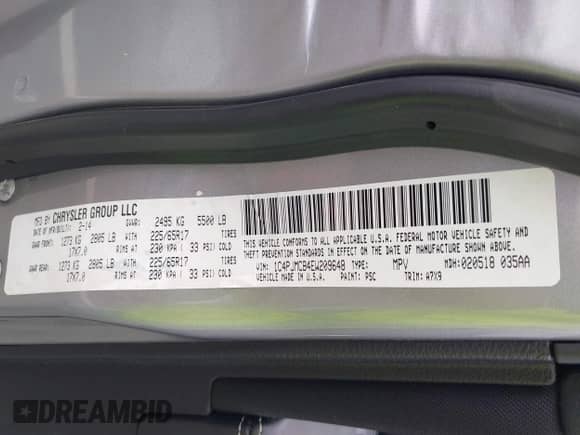 MFD BY CHRYSLER GROUP LLC
DATE OF MFR/BUILT: 2-14 GVWR: 2495 KG 5500 LB
GAWR FRONT: 1273 KG 2805 LB WITH 225/65R17 TIRES
17X7.0 RIMS AT 230 KPA ( 33 PSI) COLD
GAWR REAR: 1273 KG 2805 LB WITH 225/65R17 TIRES
17X7.0 RIMS AT 230 KPA ( 33 PSI) COLD
THIS VEHICLE CONFORMS TO ALL APPLICABLE U.S.A. FEDERAL MOTOR VEHICLE SAFETY AND
THEFT PREVENTION STANDARDS IN EFFECT ON THE DATE OF MANUFACTURE SHOWN ABOVE.
VIN: 1C4PJMCB4EW209648 TYPE: MPV MDH: 020518 035AA
VEHICLE MADE IN U.S.A. PAINT: PSC TRIM: A7X9
DREAMBID